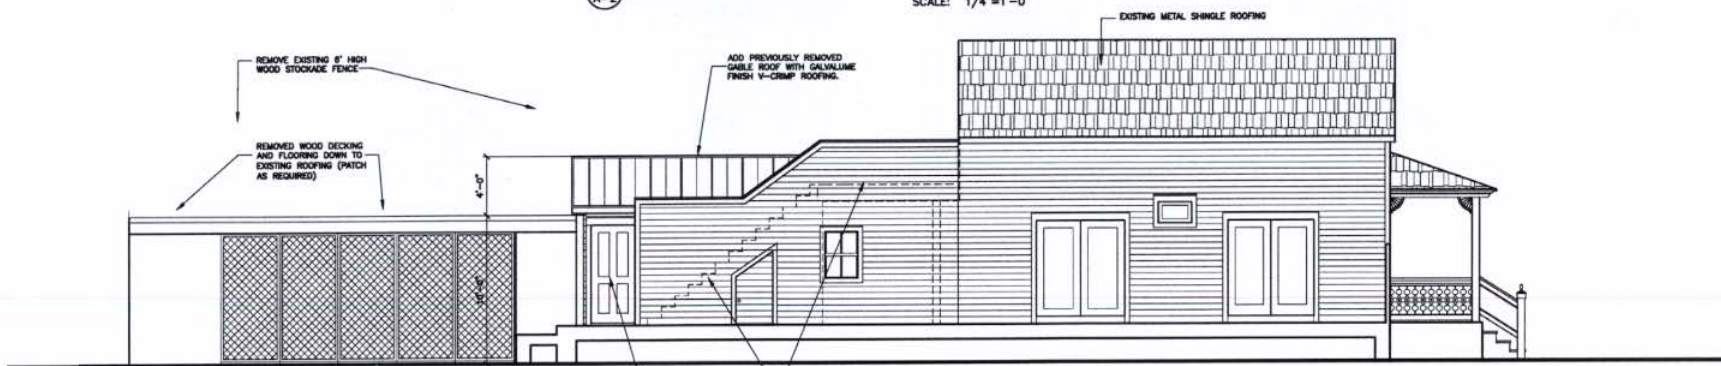 SCALE: 1/4"=1'-0"
EXISTING METAL SHINGLE ROOFING
REMOVE EXISTING 6' HIGH
WOOD STOCKADE FENCE
ADD PREVIOUSLY REMOVED
GABLE ROOF WITH GALVALUME
FINISH V-CRIMP ROOFING.
REMOVED WOOD DECKING
AND FLOORING DOWN TO
EXISTING ROOFING (PATCH
AS REQUIRED)
4'-0"
10'-0"